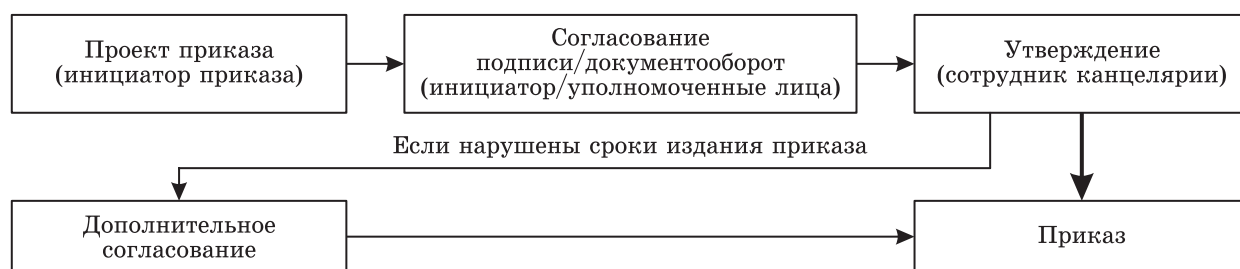 Проект приказа
(инициатор приказа)
Согласование
подписи/документооборот
(инициатор/уполномоченные лица)
Утверждение
(сотрудник канцелярии)
Если нарушены сроки издания приказа
Дополнительное
согласование
Приказ